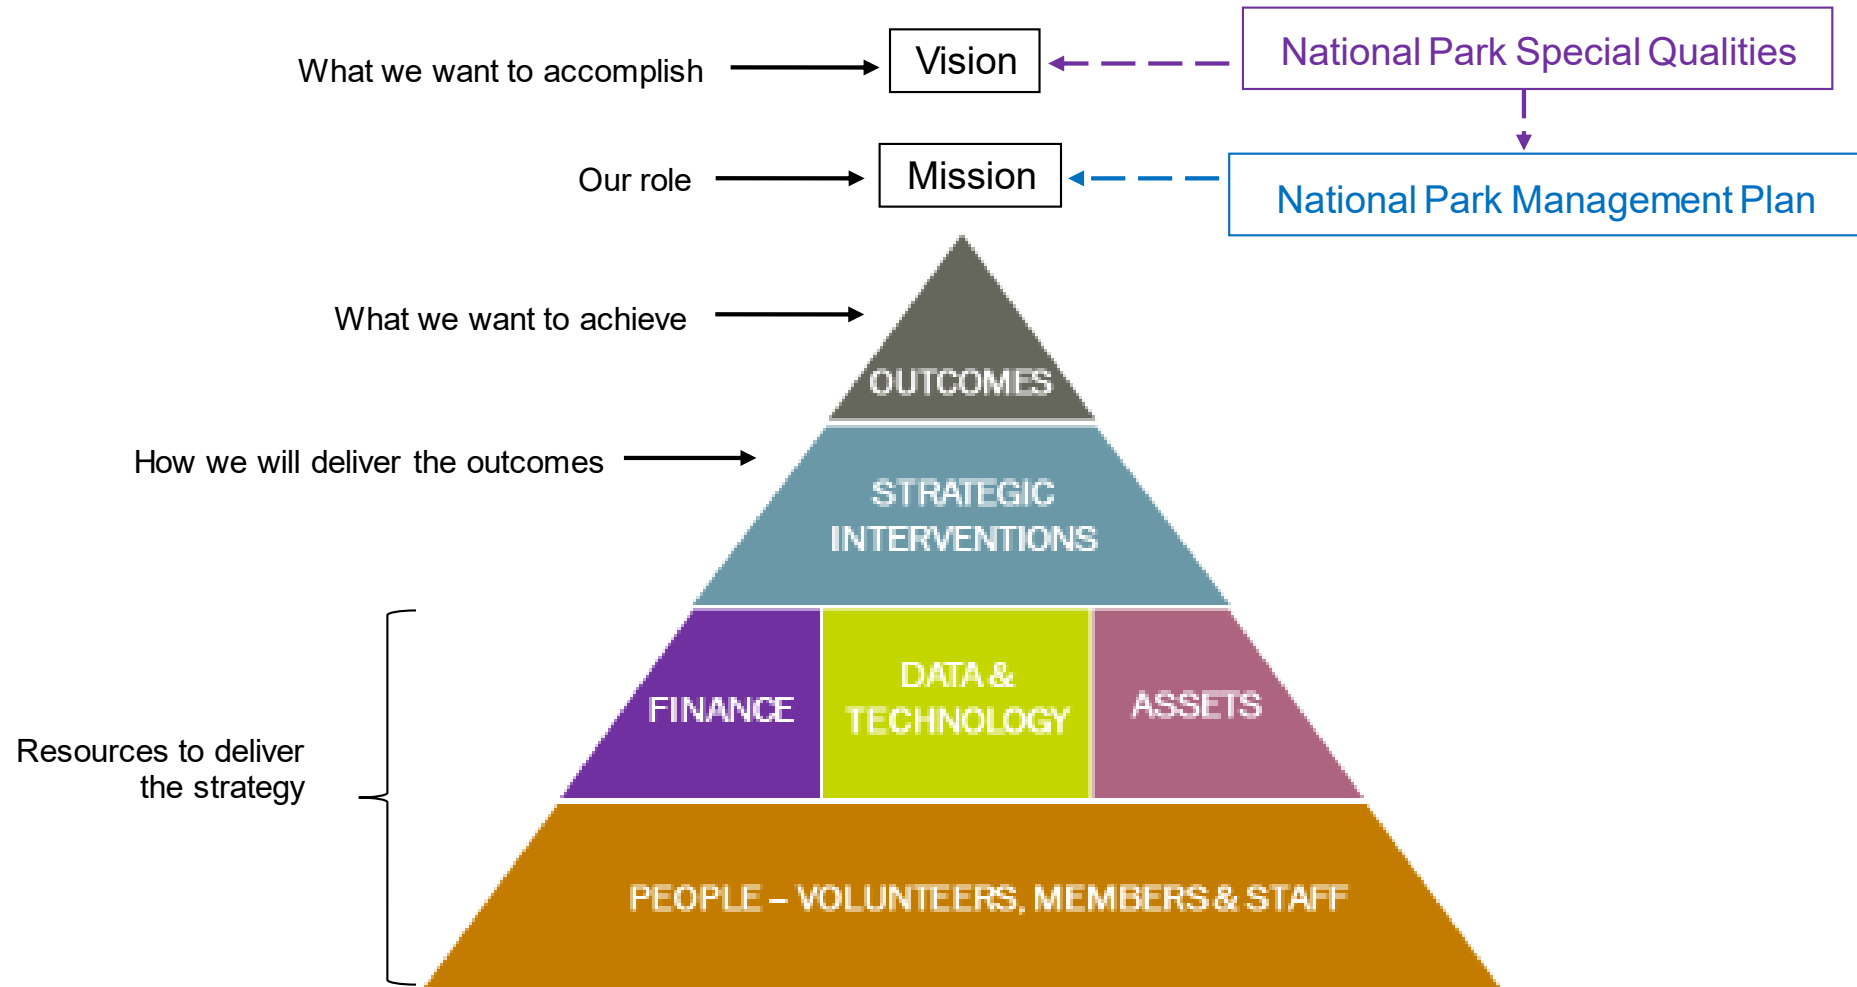 What we want to accomplish
Vision
National Park Special Qualities
Our role
Mission
National Park Management Plan
What we want to achieve
OUTCOMES
How we will deliver the outcomes
STRATEGIC
INTERVENTIONS
Resources to deliver
the strategy
FINANCE
DATA &
TECHNOLOGY
ASSETS
PEOPLE – VOLUNTEERS, MEMBERS & STAFF